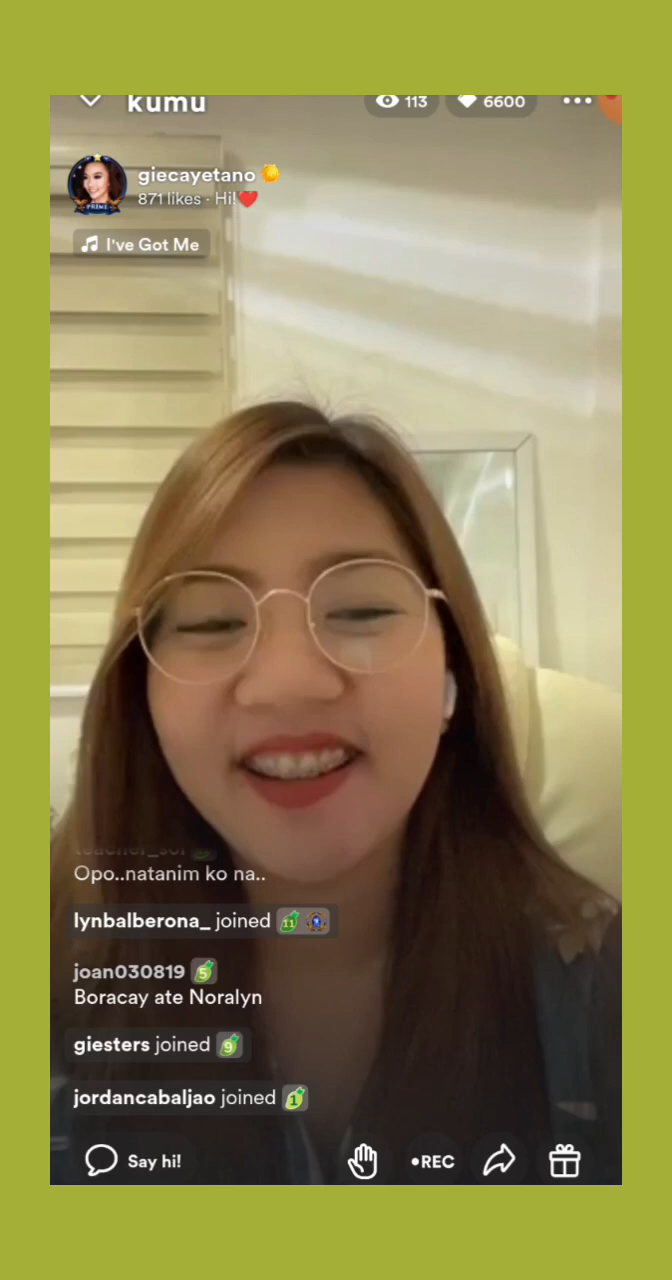 kumu
113
6600
giecayetano
871 likes · Hi!❤️
I've Got Me
PRIME
Opo..natanim ko na..
lynbalberona_ joined 11
joan030819 5
Boracay ate Noralyn
giesters joined 9
jordancabaljao joined 1
Say hi!
•REC